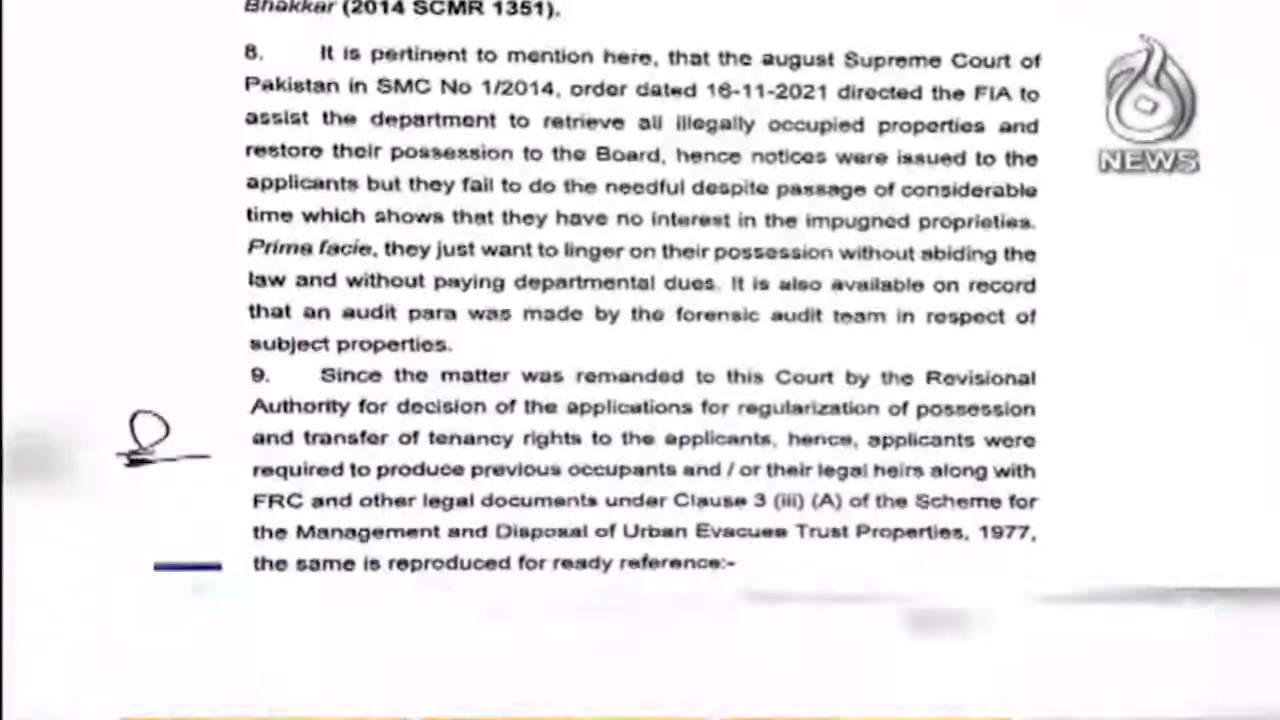 Bhakkar (2014 SCMR 1351).
8. It is pertinent to mention here, that the august Supreme Court of
Pakistan in SMC No 1/2014, order dated 16-11-2021 directed the FIA to
assist the department to retrieve all illegally occupied properties and
restore their possession to the Board, hence notices were issued to the
applicants but they fail to do the needful despite passage of considerable
time which shows that they have no interest in the impugned proprieties.
Prima facie, they just want to linger on their possession without abiding the
law and without paying departmental dues. It is also available on record
that an audit para was made by the forensic audit team in respect of
subject properties.
9. Since the matter was remanded to this Court by the Revisional
Authority for decision of the applications for regularization of possession
and transfer of tenancy rights to the applicants, hence, applicants were
required to produce previous occupants and / or their legal heirs along with
FRC and other legal documents under Clause 3 (iii) (A) of the Scheme for
the Management and Disposal of Urban Evacuee Trust Properties, 1977,
the same is reproduced for ready reference:-
NEWS